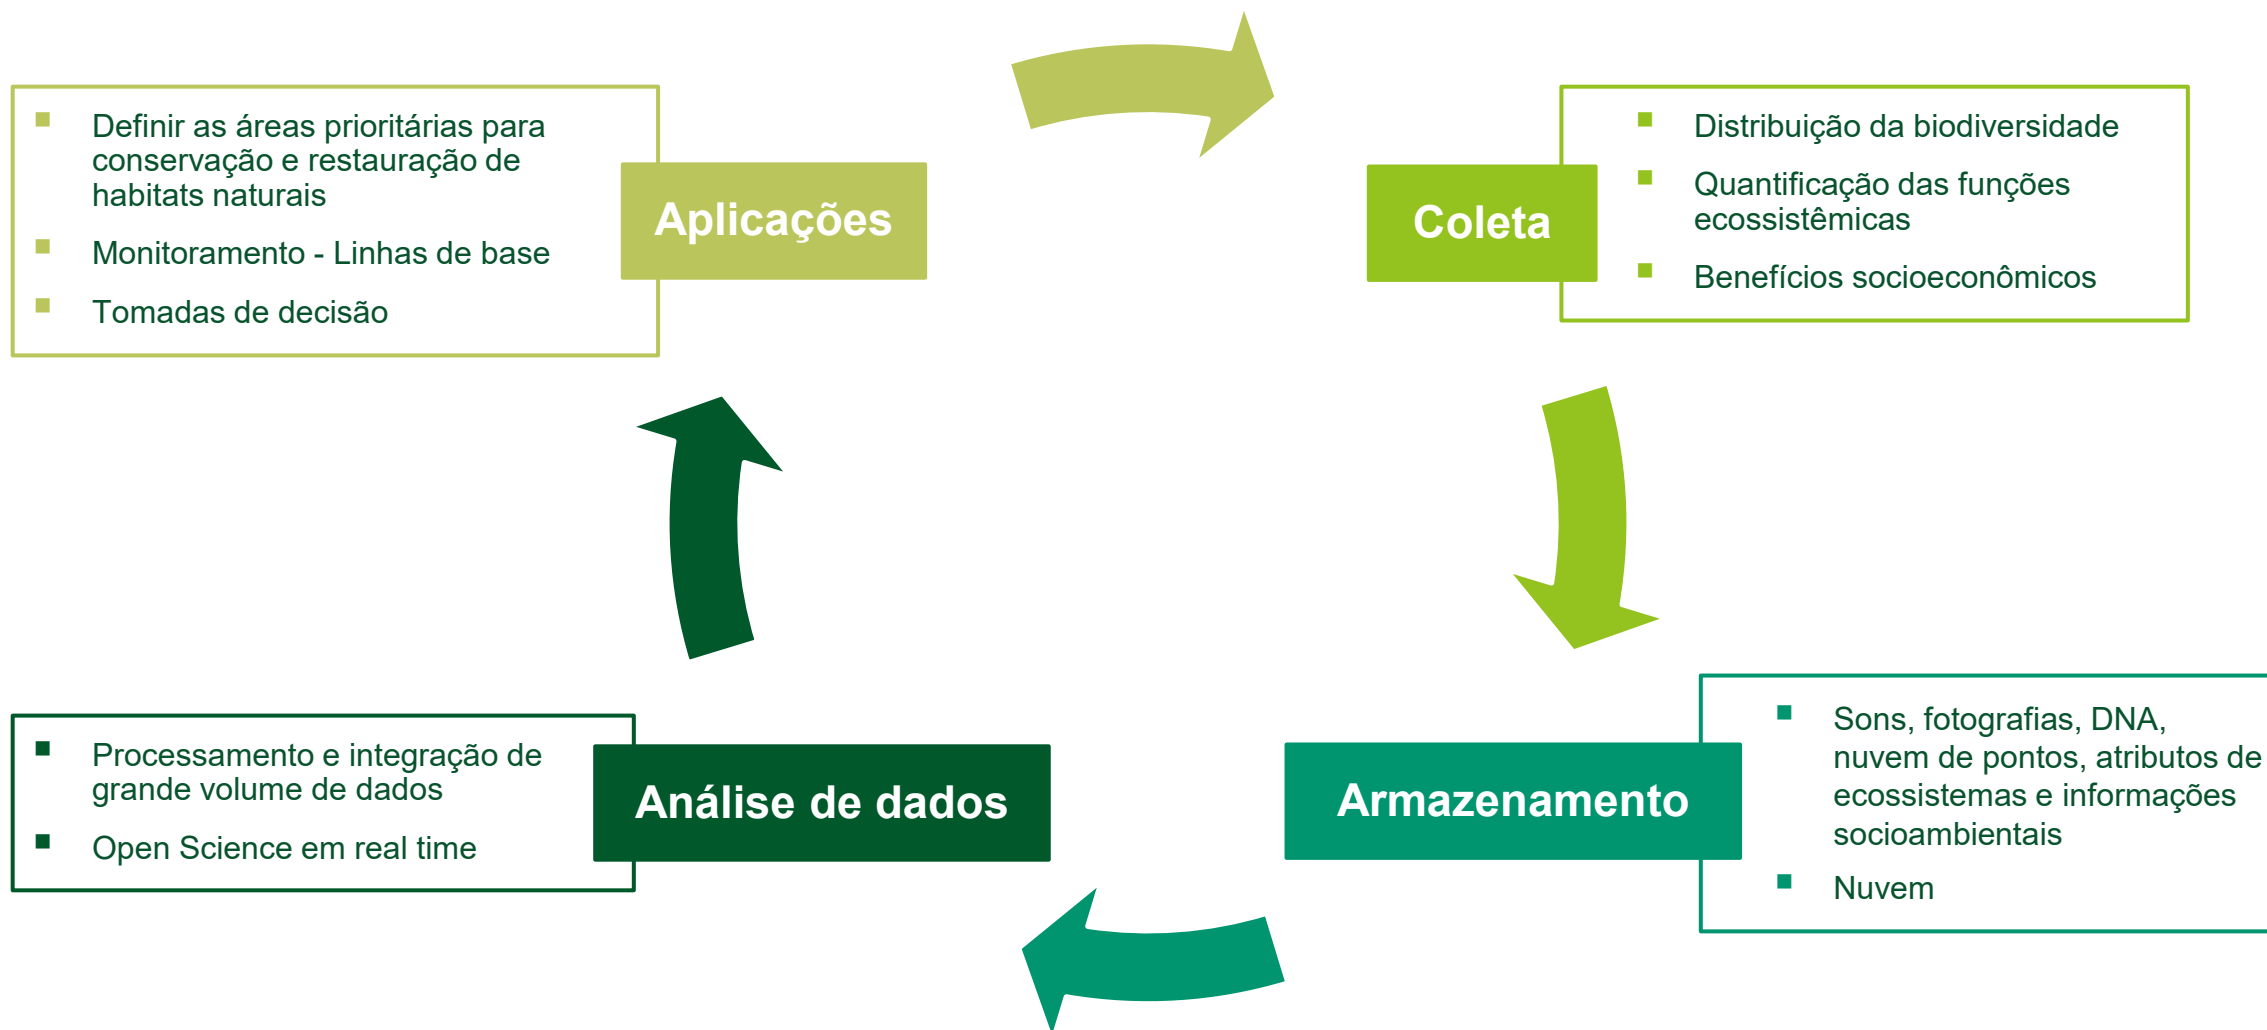 Definir as áreas prioritárias para
conservação e restauração de
habitats naturais
Monitoramento - Linhas de base
Tomadas de decisão
Aplicações
Coleta
Distribuição da biodiversidade
Quantificação das funções
ecossistêmicas
Benefícios socioeconômicos
Processamento e integração de
grande volume de dados
Open Science em real time
Análise de dados
Armazenamento
Sons, fotografias, DNA,
nuvem de pontos, atributos de
ecossistemas e informações
socioambientais
Nuvem